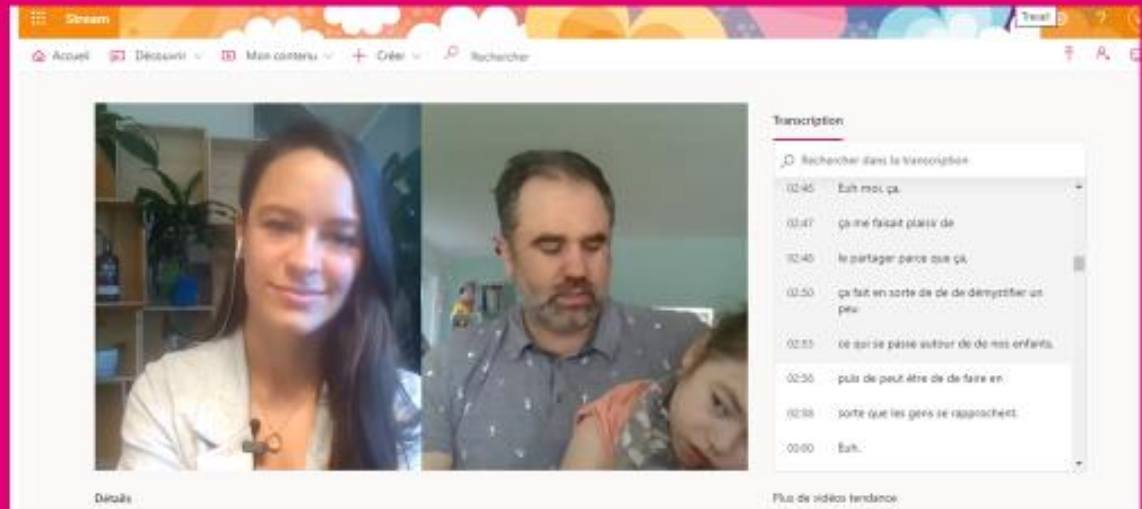 Stream
Travail
?
Accueil Découvrir Mon contenu Créer Rechercher
Transcription
Rechercher dans la transcription
02:46 Euh moi, ça,
02:47 ça me faisait plaisir de
02:48 le partager parce que ça,
02:50 ça fait en sorte de de de démystifier un
peu
02:53 ce qui se passe autour de de nos enfants,
02:56 puis de peut être de de faire en
02:58 sorte que les gens se rapprochent.
03:00 Euh.
Détails
Plus de vidéos tendance